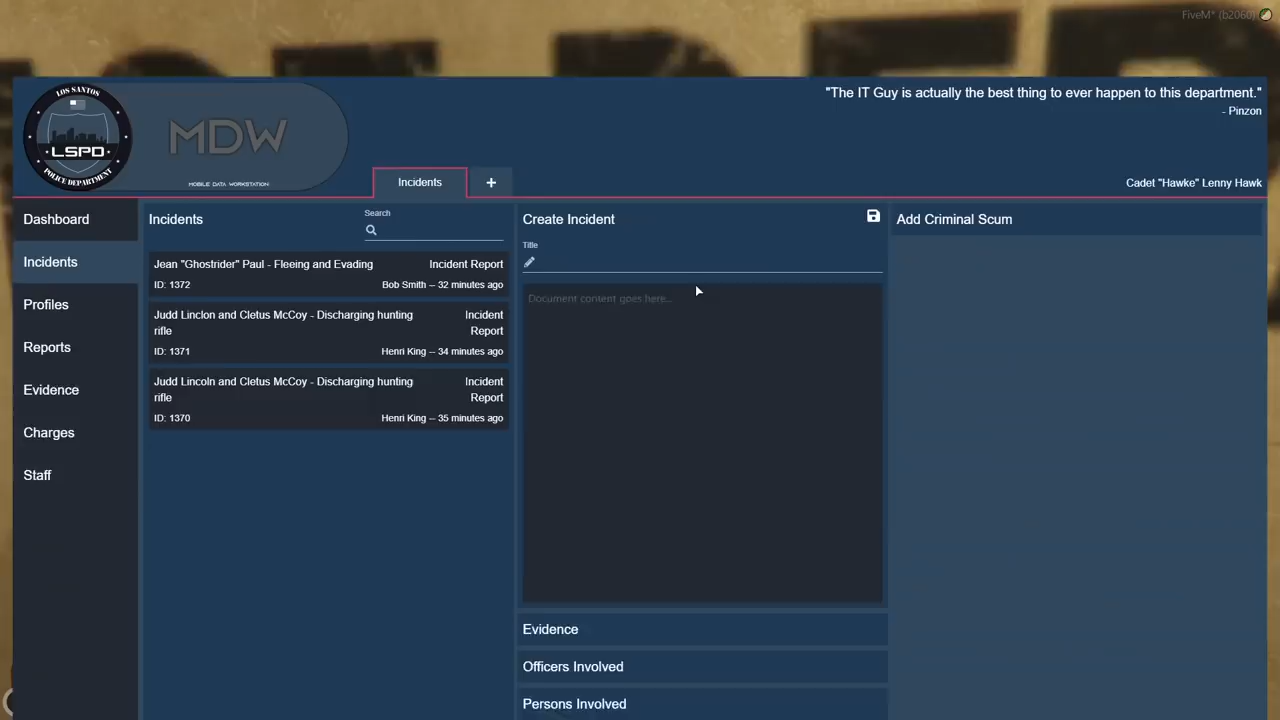 FiveM* (b2060)
LOS SANTOS
LSPD
POLICE DEPARTMENT
MDW
MOBILE DATA WORKSTATION
"The IT Guy is actually the best thing to ever happen to this department."
- Pinzon
Incidents
+
Cadet "Hawke" Lenny Hawk
Dashboard
Incidents
Profiles
Reports
Evidence
Charges
Staff
Incidents
Search
Jean "Ghostrider" Paul - Fleeing and Evading
Incident Report
ID: 1372
Bob Smith -- 32 minutes ago
Judd Linclon and Cletus McCoy - Discharging hunting
rifle
Incident
Report
ID: 1371
Henri King -- 34 minutes ago
Judd Lincoln and Cletus McCoy - Discharging hunting
rifle
Incident
Report
ID: 1370
Henri King -- 35 minutes ago
Create Incident
Title
Document content goes here...
Evidence
Officers Involved
Persons Involved
Add Criminal Scum